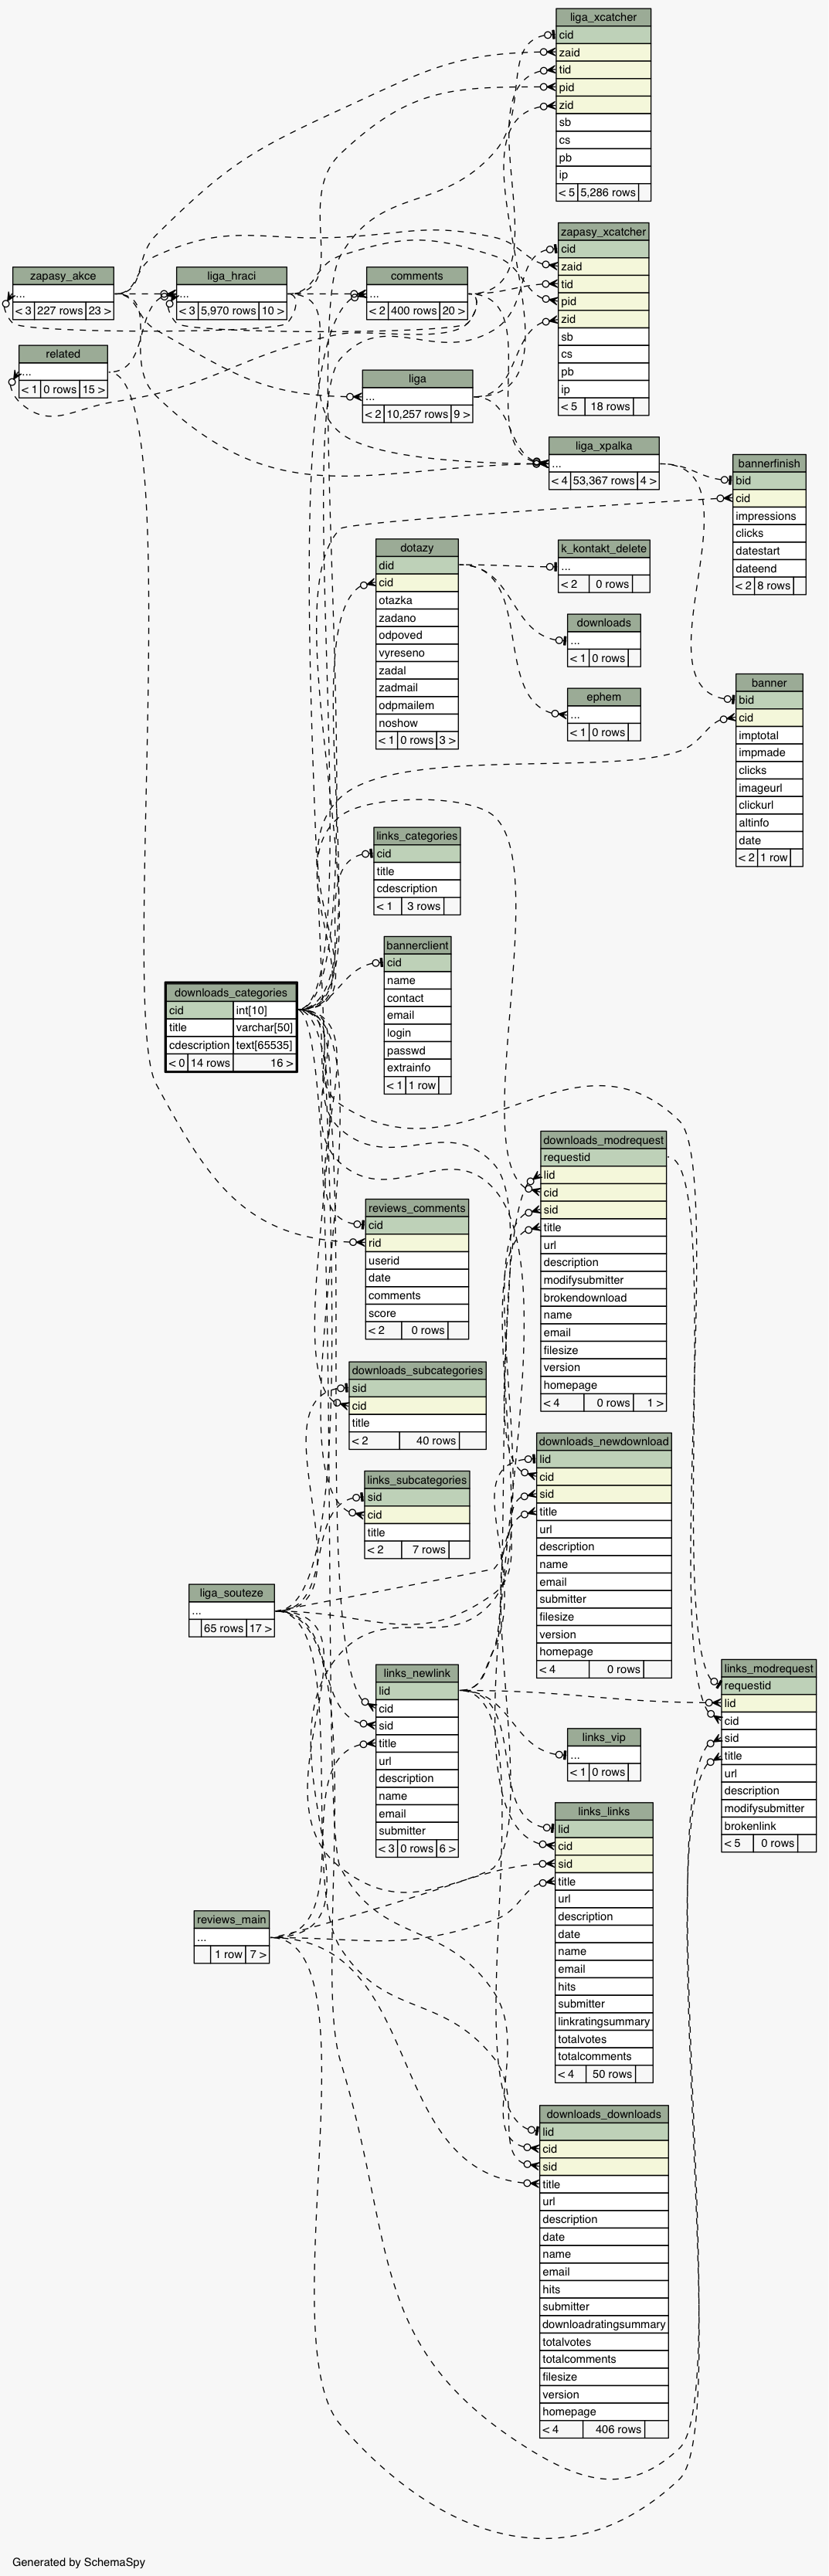 liga_xcatcher
cid
zaid
tid
pid
zid
sb
cs
pb
ip
< 5 5,286 rows
zapasy_xcatcher
cid
zaid
tid
pid
zid
sb
cs
pb
ip
< 5 18 rows
zapasy_akce
...
< 3 227 rows 23 >
liga_hraci
...
< 3 5,970 rows 10 >
comments
...
< 2 400 rows 20 >
related
...
< 1 0 rows 15 >
liga
...
< 2 10,257 rows 9 >
liga_xpalka
...
< 4 53,367 rows 4 >
bannerfinish
bid
cid
impressions
clicks
datestart
dateend
< 2 8 rows
dotazy
did
cid
otazka
zadano
odpoved
vyreseno
zadal
zadmail
odpmailem
noshow
< 1 0 rows 3 >
k_kontakt_delete
...
< 2 0 rows
downloads
...
< 1 0 rows
ephem
...
< 1 0 rows
banner
bid
cid
imptotal
impmade
clicks
imageurl
clickurl
altinfo
date
< 2 1 row
links_categories
cid
title
cdescription
< 1 3 rows
bannerclient
cid
name
contact
email
login
passwd
extrainfo
< 1 1 row
downloads_categories
cid int[10]
title varchar[50]
cdescription text[65535]
< 0 14 rows 16 >
downloads_modrequest
requestid
lid
cid
sid
title
url
description
modifysubmitter
brokendownload
name
email
filesize
version
homepage
< 4 0 rows 1 >
reviews_comments
cid
rid
userid
date
comments
score
< 2 0 rows
downloads_subcategories
sid
cid
title
< 2 40 rows
downloads_newdownload
lid
cid
sid
title
url
description
name
email
submitter
filesize
version
homepage
< 4 0 rows
links_subcategories
sid
cid
title
< 2 7 rows
liga_souteze
...
65 rows 17 >
links_newlink
lid
cid
sid
title
url
description
name
email
submitter
< 3 0 rows 6 >
links_modrequest
requestid
lid
cid
sid
title
url
description
modifysubmitter
brokenlink
< 5 0 rows
links_vip
...
< 1 0 rows
links_links
lid
cid
sid
title
url
description
date
name
email
hits
submitter
linkratingsummary
totalvotes
totalcomments
< 4 50 rows
reviews_main
...
1 row 7 >
downloads_downloads
lid
cid
sid
title
url
description
date
name
email
hits
submitter
downloadratingsummary
totalvotes
totalcomments
filesize
version
homepage
< 4 406 rows
Generated by SchemaSpy